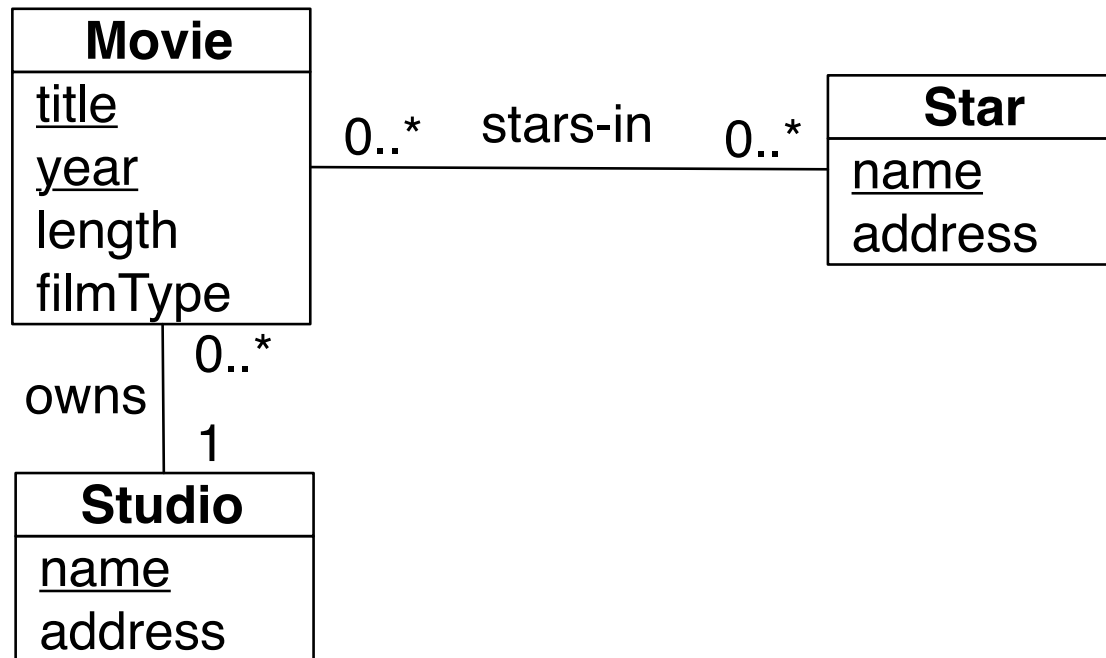 Movie
title
year
length
filmType
0..* stars-in 0..*
Star
name
address
0..*
owns
1
Studio
name
address